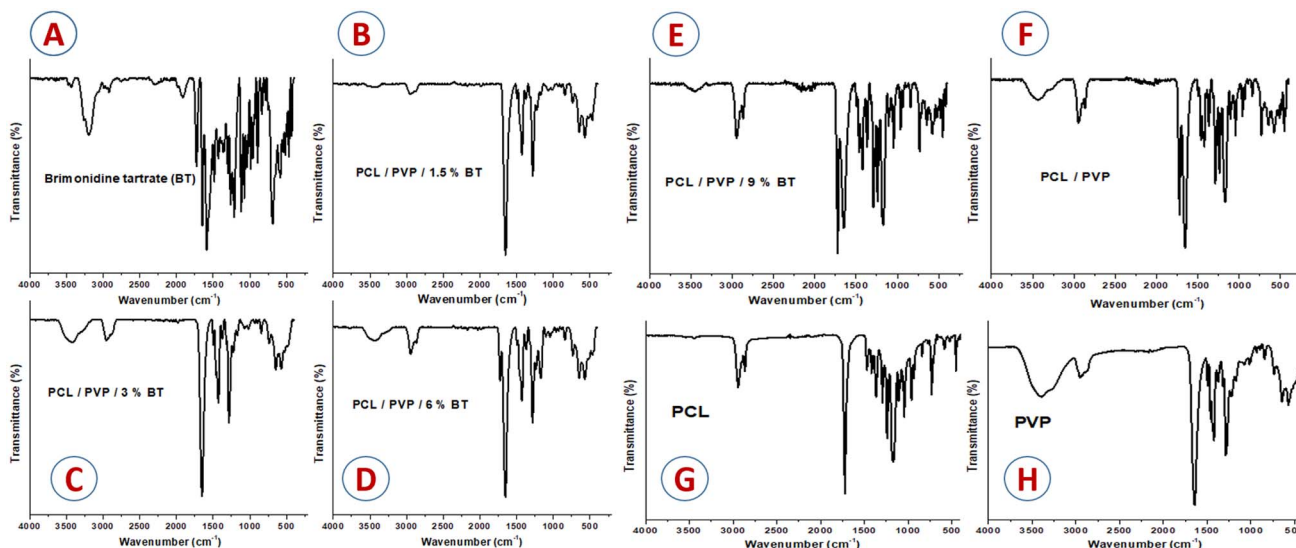 A
B
E
F
Transmittance (%)
Brimonidine tartrate (BT)
4000 3500 3000 2500 2000 1500 1000 500
Wavenumber (cm-1)
Transmittance (%)
PCL / PVP / 1.5 % BT
4000 3500 3000 2500 2000 1500 1000 500
Wavenumber (cm-1)
Transmittance (%)
PCL / PVP / 9 % BT
4000 3500 3000 2500 2000 1500 1000 500
Wavenumber (cm-1)
Transmittance (%)
PCL / PVP
4000 3500 3000 2500 2000 1500 1000 500
Wavenumber (cm-1)
Transmittance (%)
PCL / PVP / 3 % BT
C
4000 3500 3000 2500 2000 1500 1000 500
Wavenumber (cm-1)
Transmittance (%)
PCL / PVP / 6 % BT
D
4000 3500 3000 2500 2000 1500 1000 500
Wavenumber (cm-1)
Transmittance (%)
PCL
G
4000 3500 3000 2500 2000 1500 1000 500
Wavenumber (cm-1)
Transmittance (%)
PVP
H
4000 3500 3000 2500 2000 1500 1000 500
Wavenumber (cm-1)